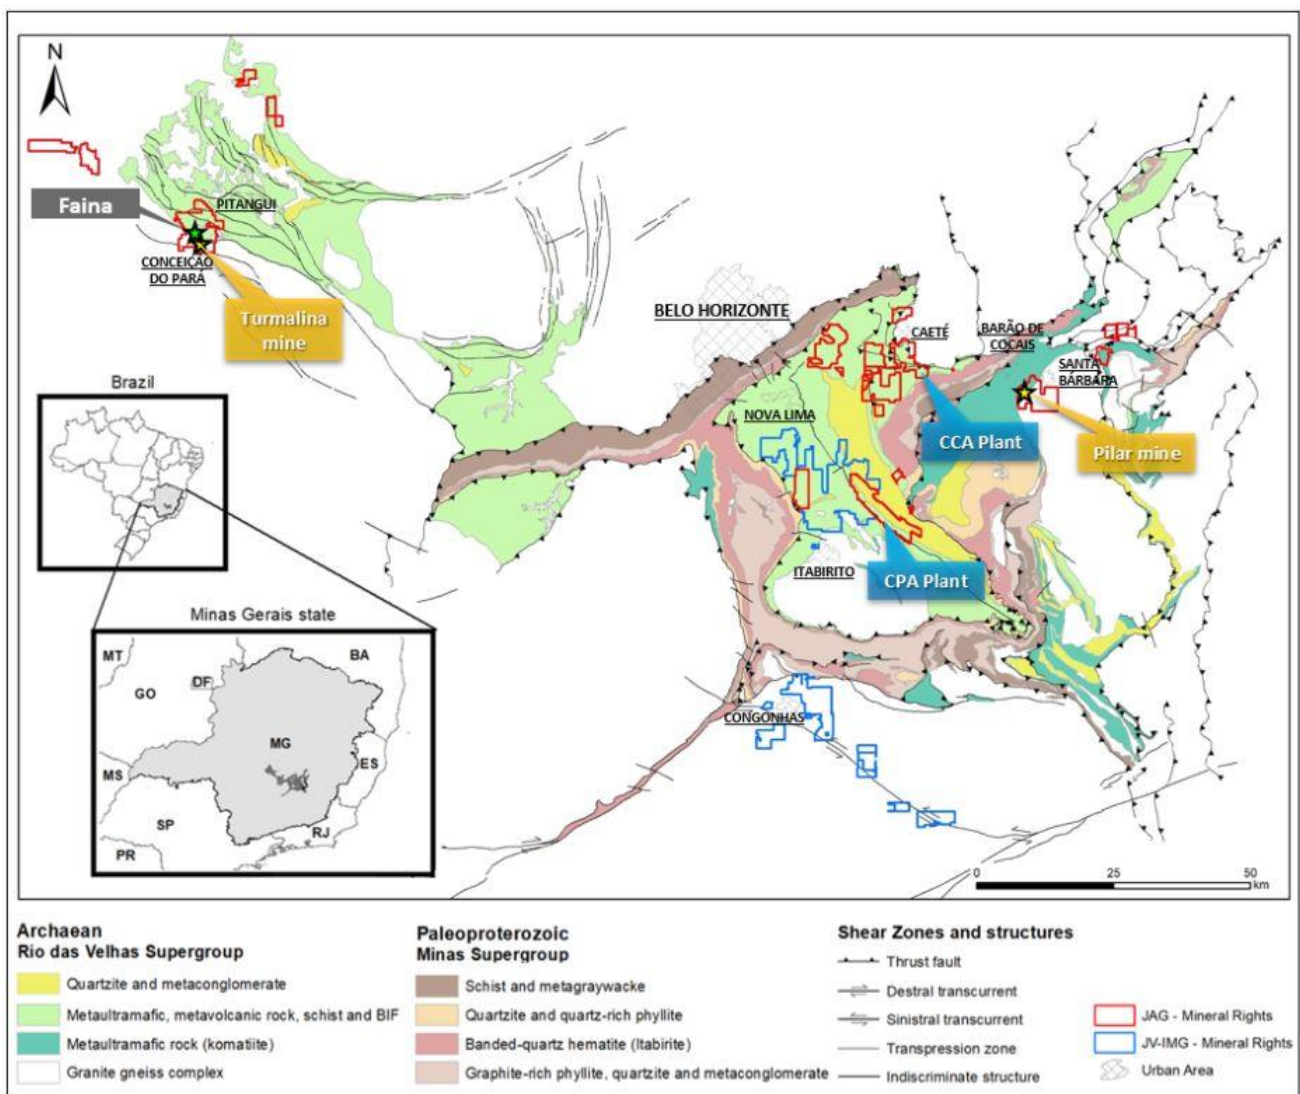 N
Faina
PITANGUI
CONCEIÇÃO
DO PARÁ
Turmalina
mine
BELO HORIZONTE
CAETÉ
BARÃO DE
COCAIS
SANTA
BÁRBARA
NOVA LIMA
CCA Plant
Pilar mine
ITABIRITO
CPA Plant
CONGONHAS
Brazil
Minas Gerais state
MT
BA
GO
DF
MG
MS
ES
SP
RJ
PR
0 25 50
km
Archaean
Rio das Velhas Supergroup
Quartzite and metaconglomerate
Metaultramafic, metavolcanic rock, schist and BIF
Metaultramafic rock (komatiite)
Granite gneiss complex
Paleoproterozoic
Minas Supergroup
Schist and metagraywacke
Quartzite and quartz-rich phyllite
Banded-quartz hematite (Itabirite)
Graphite-rich phyllite, quartzite and metaconglomerate
Shear Zones and structures
Thrust fault
Destral transcurrent
Sinistral transcurrent
Transpression zone
Indiscriminate structure
JAG - Mineral Rights
JV-IMG - Mineral Rights
Urban Area